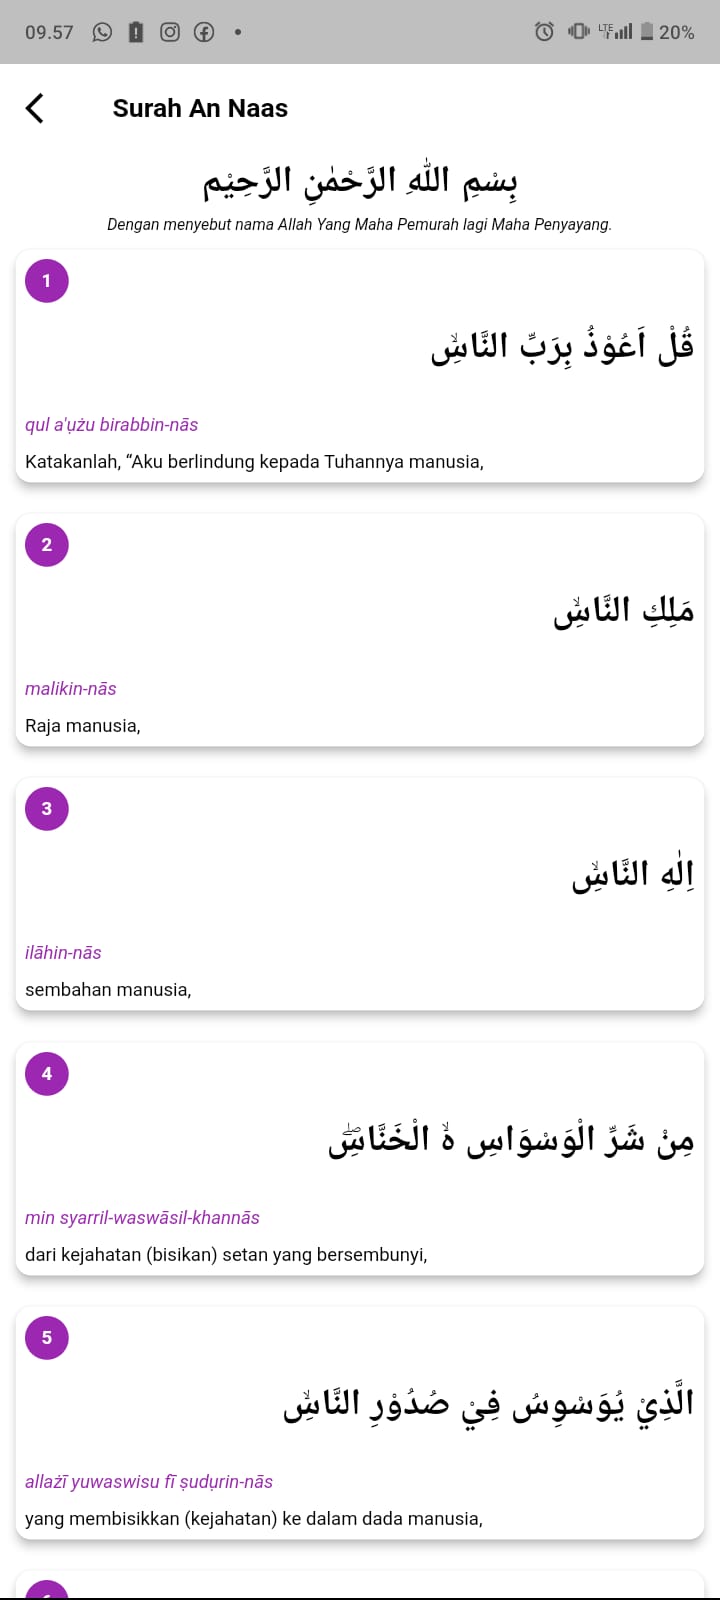 09.57
LTE 20%
Surah An Naas
بِسْمِ اللّٰهِ الرَّحْمٰنِ الرَّحِيْمِ
Dengan menyebut nama Allah Yang Maha Pemurah lagi Maha Penyayang.
1
قُلْ اَعُوْذُ بِرَبِّ النَّاسِۙ
qul a'ụżu birabbin-nās
Katakanlah, “Aku berlindung kepada Tuhannya manusia,
2
مَلِكِ النَّاسِۙ
malikin-nās
Raja manusia,
3
اِلٰهِ النَّاسِۙ
ilāhin-nās
sembahan manusia,
4
مِنْ شَرِّ الْوَسْوَاسِ ەۙ الْخَنَّاسِۖ
min syarril-waswāsil-khannās
dari kejahatan (bisikan) setan yang bersembunyi,
5
الَّذِيْ يُوَسْوِسُ فِيْ صُدُوْرِ النَّاسِۙ
allażī yuwaswisu fī ṣudụrin-nās
yang membisikkan (kejahatan) ke dalam dada manusia,